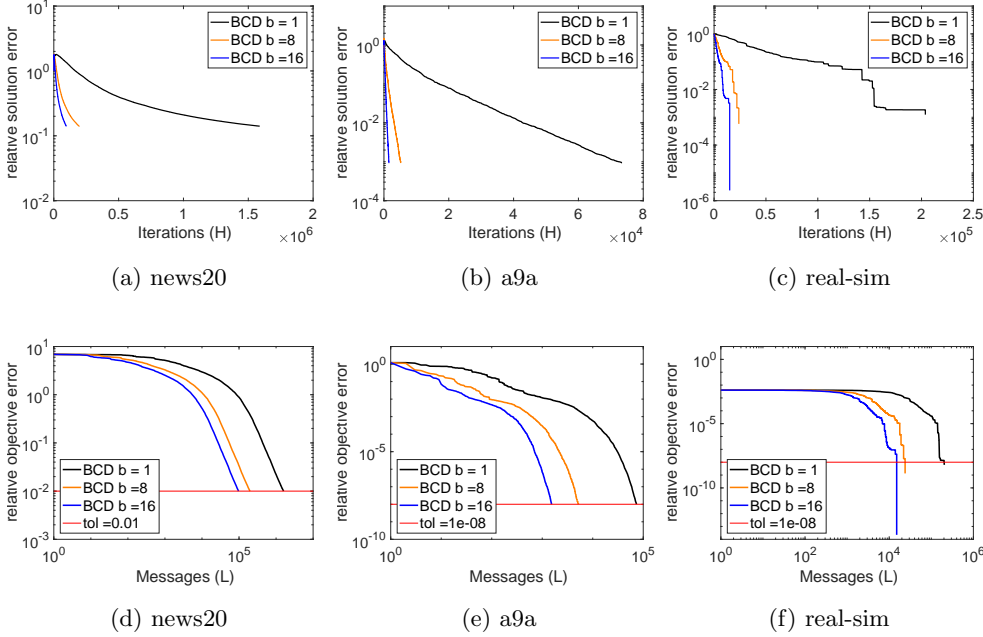 relative solution error
10^1
10^0
10^-1
10^-2
0 0.5 1 1.5 2
×10^6
Iterations (H)
BCD b = 1
BCD b =8
BCD b =16
(a) news20
relative solution error
10^0
10^-2
10^-4
0 2 4 6 8
×10^4
Iterations (H)
BCD b = 1
BCD b =8
BCD b =16
(b) a9a
relative solution error
10^0
10^-2
10^-4
10^-6
0 0.5 1 1.5 2 2.5
×10^5
Iterations (H)
BCD b = 1
BCD b =8
BCD b =16
(c) real-sim
relative objective error
10^1
10^0
10^-1
10^-2
10^-3
10^0 10^5
Messages (L)
BCD b = 1
BCD b =8
BCD b =16
tol =0.01
(d) news20
relative objective error
10^0
10^-5
10^-10
10^0 10^5
Messages (L)
BCD b = 1
BCD b =8
BCD b =16
tol =1e-08
(e) a9a
relative objective error
10^0
10^-5
10^-10
10^0 10^2 10^4 10^6
Messages (L)
BCD b = 1
BCD b =8
BCD b =16
tol =1e-08
(f) real-sim